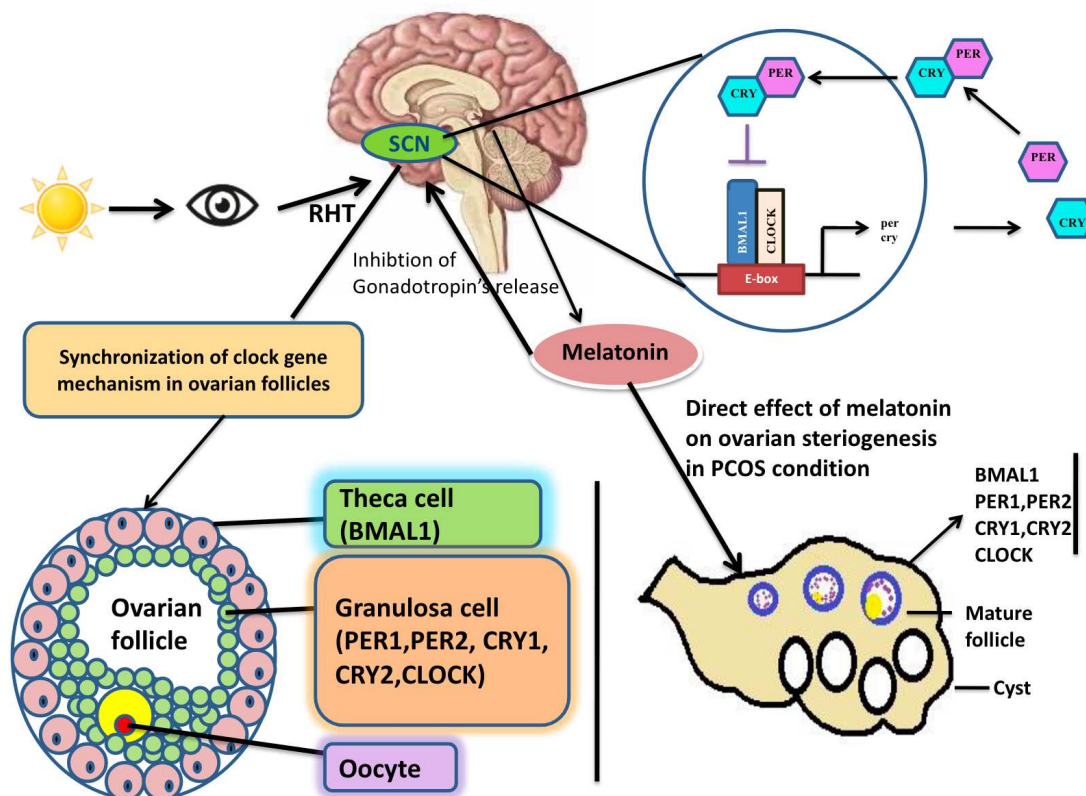 SCN
RHT
Inhibtion of
Gonadotropin's release
CRY
PER
CRY
PER
PER
CRY
BMAL1
CLOCK
E-box
per
cry
Synchronization of clock gene
mechanism in ovarian follicles
Melatonin
Direct effect of melatonin
on ovarian steriogenesis
in PCOS condition
Theca cell
(BMAL1)
Ovarian
follicle
Granulosa cell
(PER1,PER2, CRY1,
CRY2,CLOCK)
Oocyte
BMAL1
PER1,PER2
CRY1,CRY2
CLOCK
Mature
follicle
Cyst